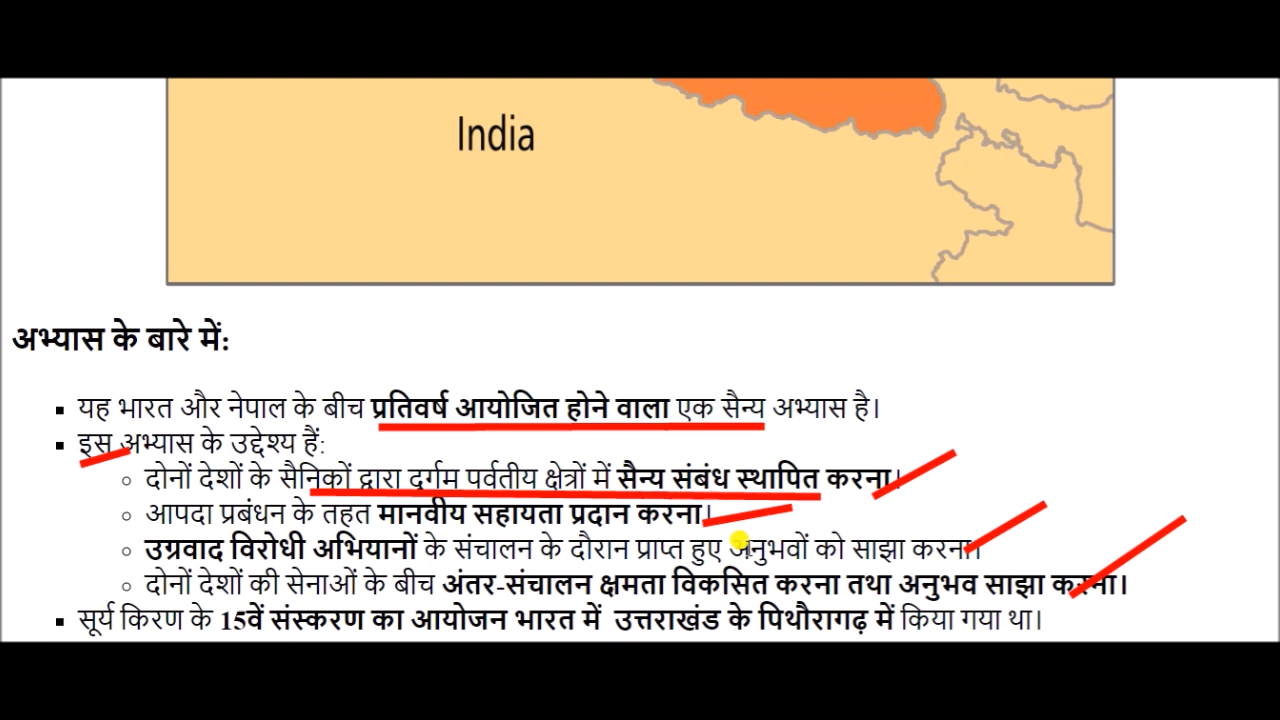 India
अभ्यास के बारे में:
यह भारत और नेपाल के बीच प्रतिवर्ष आयोजित होने वाला एक सैन्य अभ्यास है।
इस अभ्यास के उद्देश्य हैं:
दोनों देशों के सैनिकों द्वारा दुर्गम पर्वतीय क्षेत्रों में सैन्य संबंध स्थापित करना।
आपदा प्रबंधन के तहत मानवीय सहायता प्रदान करना।
उग्रवाद विरोधी अभियानों के संचालन के दौरान प्राप्त हुए अनुभवों को साझा करना।
दोनों देशों की सेनाओं के बीच अंतर-संचालन क्षमता विकसित करना तथा अनुभव साझा करना।
सूर्य किरण के 15वें संस्करण का आयोजन भारत में उत्तराखंड के पिथौरागढ़ में किया गया था।